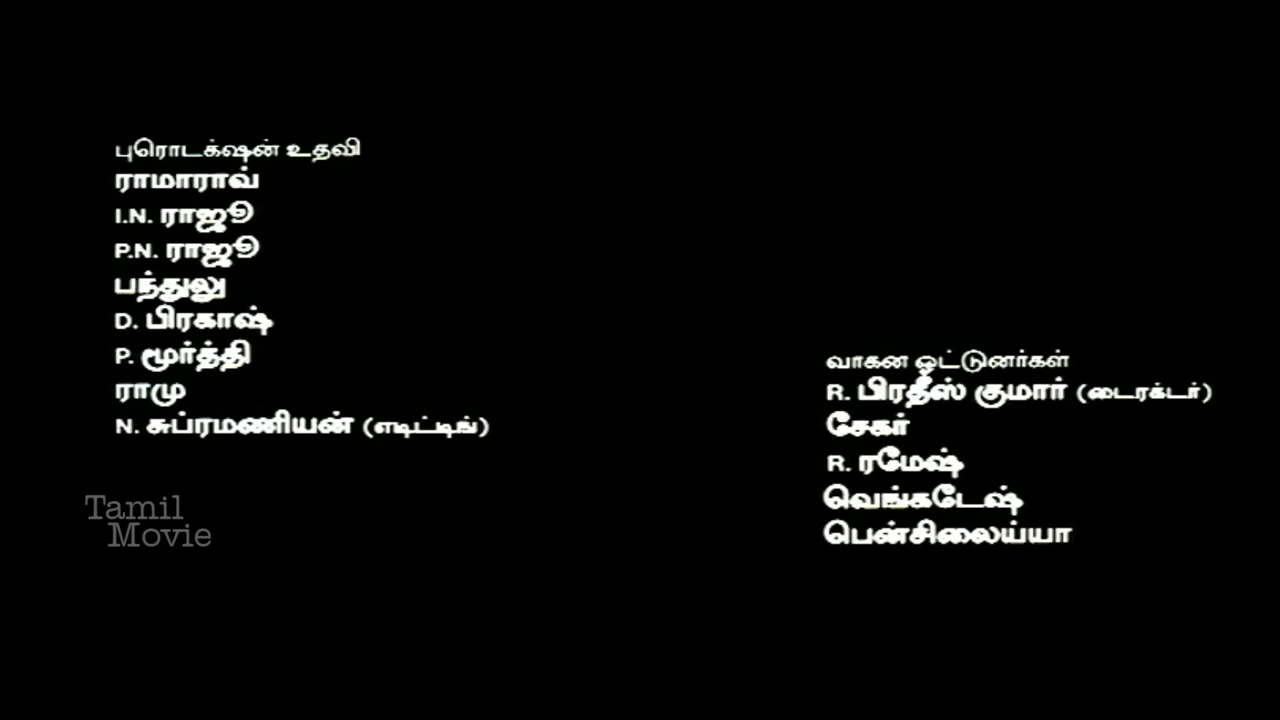 புரொடக்ஷன் உதவி
ராமாராவ்
I.N. ராஜூ
P.N. ராஜூ
பந்துலு
D. பிரகாஷ்
P. மூர்த்தி
ராமு
N. சுப்ரமணியன் (எடிட்டிங்)
வாகன ஓட்டுனர்கள்
R. பிரதீஸ் குமார் (டைரக்டர்)
சேகர்
R. ரமேஷ்
வெங்கடேஷ்
பென்சிலைய்யா
Tamil
Movie